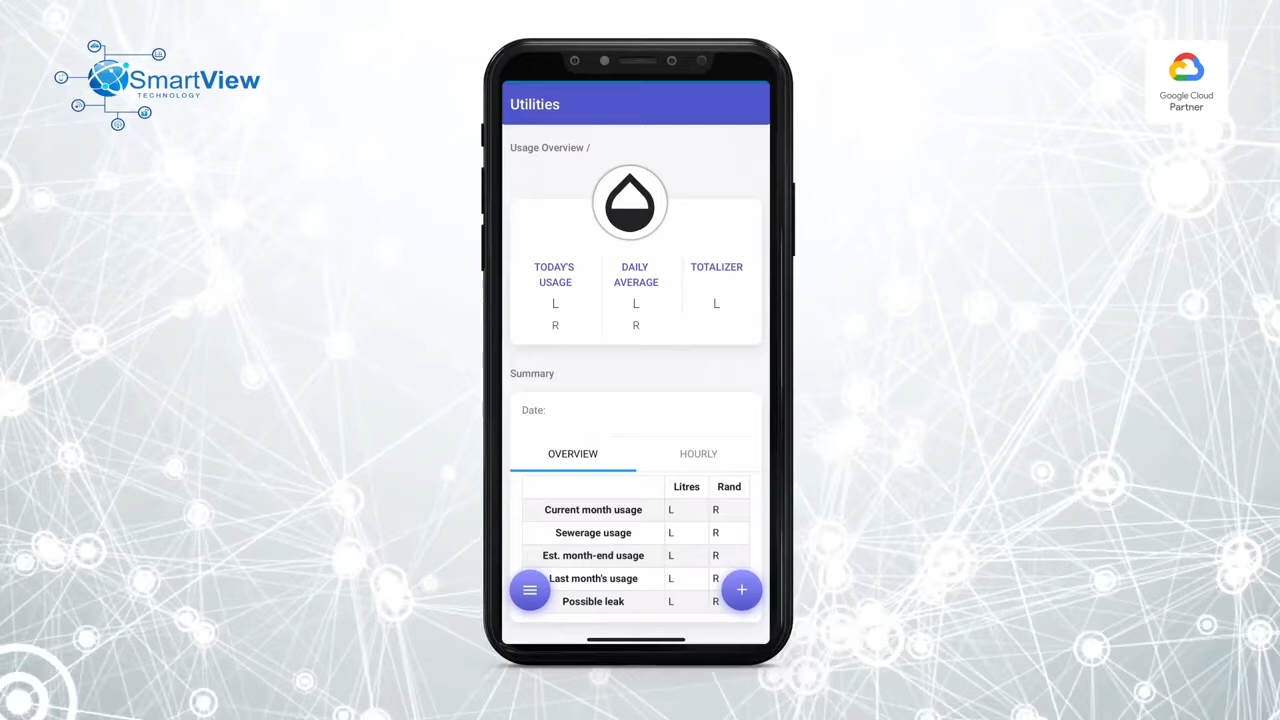 SmartView
TECHNOLOGY
Google Cloud
Partner
Utilities
Usage Overview /
TODAY'S USAGE
L
R
DAILY AVERAGE
L
R
TOTALIZER
L
Summary
Date:
OVERVIEW HOURLY
Litres Rand
Current month usage L R
Sewerage usage L R
Est. month-end usage L R
Last month's usage L R
Possible leak L R